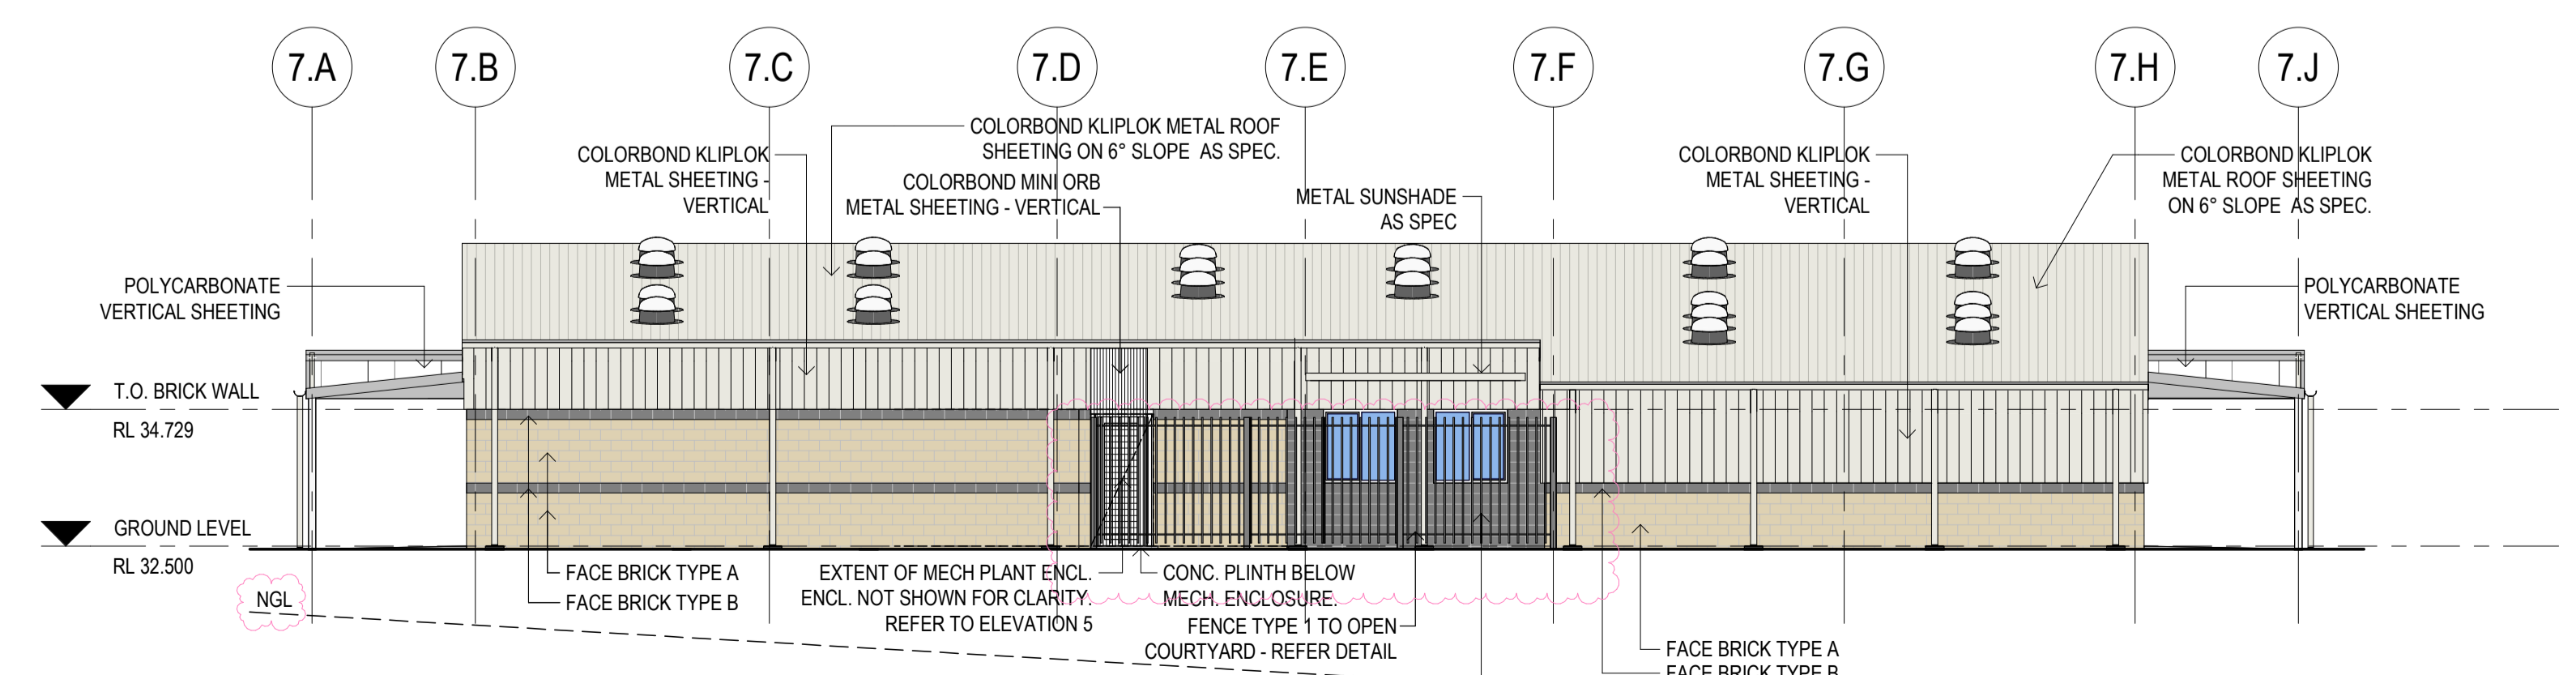 7.A
7.B
7.C
7.D
7.E
7.F
7.G
7.H
7.J
COLORBOND KLIPLOK METAL ROOF
SHEETING ON 6° SLOPE AS SPEC.
COLORBOND KLIPLOK
METAL SHEETING -
VERTICAL
COLORBOND MINI ORB
METAL SHEETING - VERTICAL
METAL SUNSHADE
AS SPEC
COLORBOND KLIPLOK
METAL SHEETING -
VERTICAL
COLORBOND KLIPLOK
METAL ROOF SHEETING
ON 6° SLOPE AS SPEC.
POLYCARBONATE
VERTICAL SHEETING
POLYCARBONATE
VERTICAL SHEETING
T.O. BRICK WALL
RL 34.729
GROUND LEVEL
RL 32.500
NGL
FACE BRICK TYPE A
FACE BRICK TYPE B
EXTENT OF MECH PLANT ENCL.
ENCL. NOT SHOWN FOR CLARITY.
REFER TO ELEVATION 5
CONC. PLINTH BELOW
MECH. ENCLOSURE.
FENCE TYPE 1 TO OPEN
COURTYARD - REFER DETAIL
FACE BRICK TYPE A
FACE BRICK TYPE B